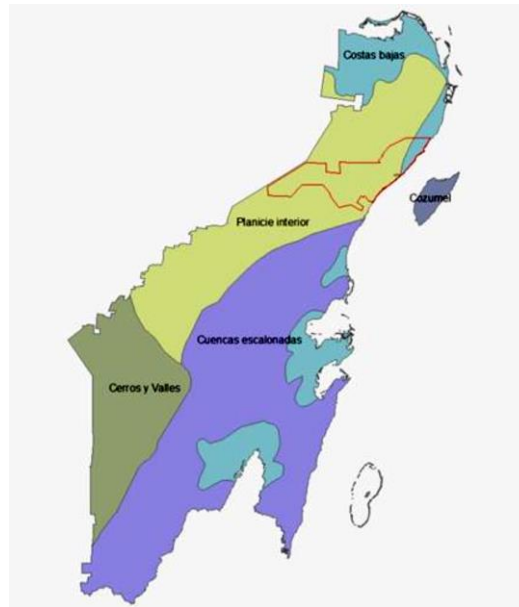 Costas bajas
Cozumel
Planicie interior
Cuencas escalonadas
Cerros y Valles